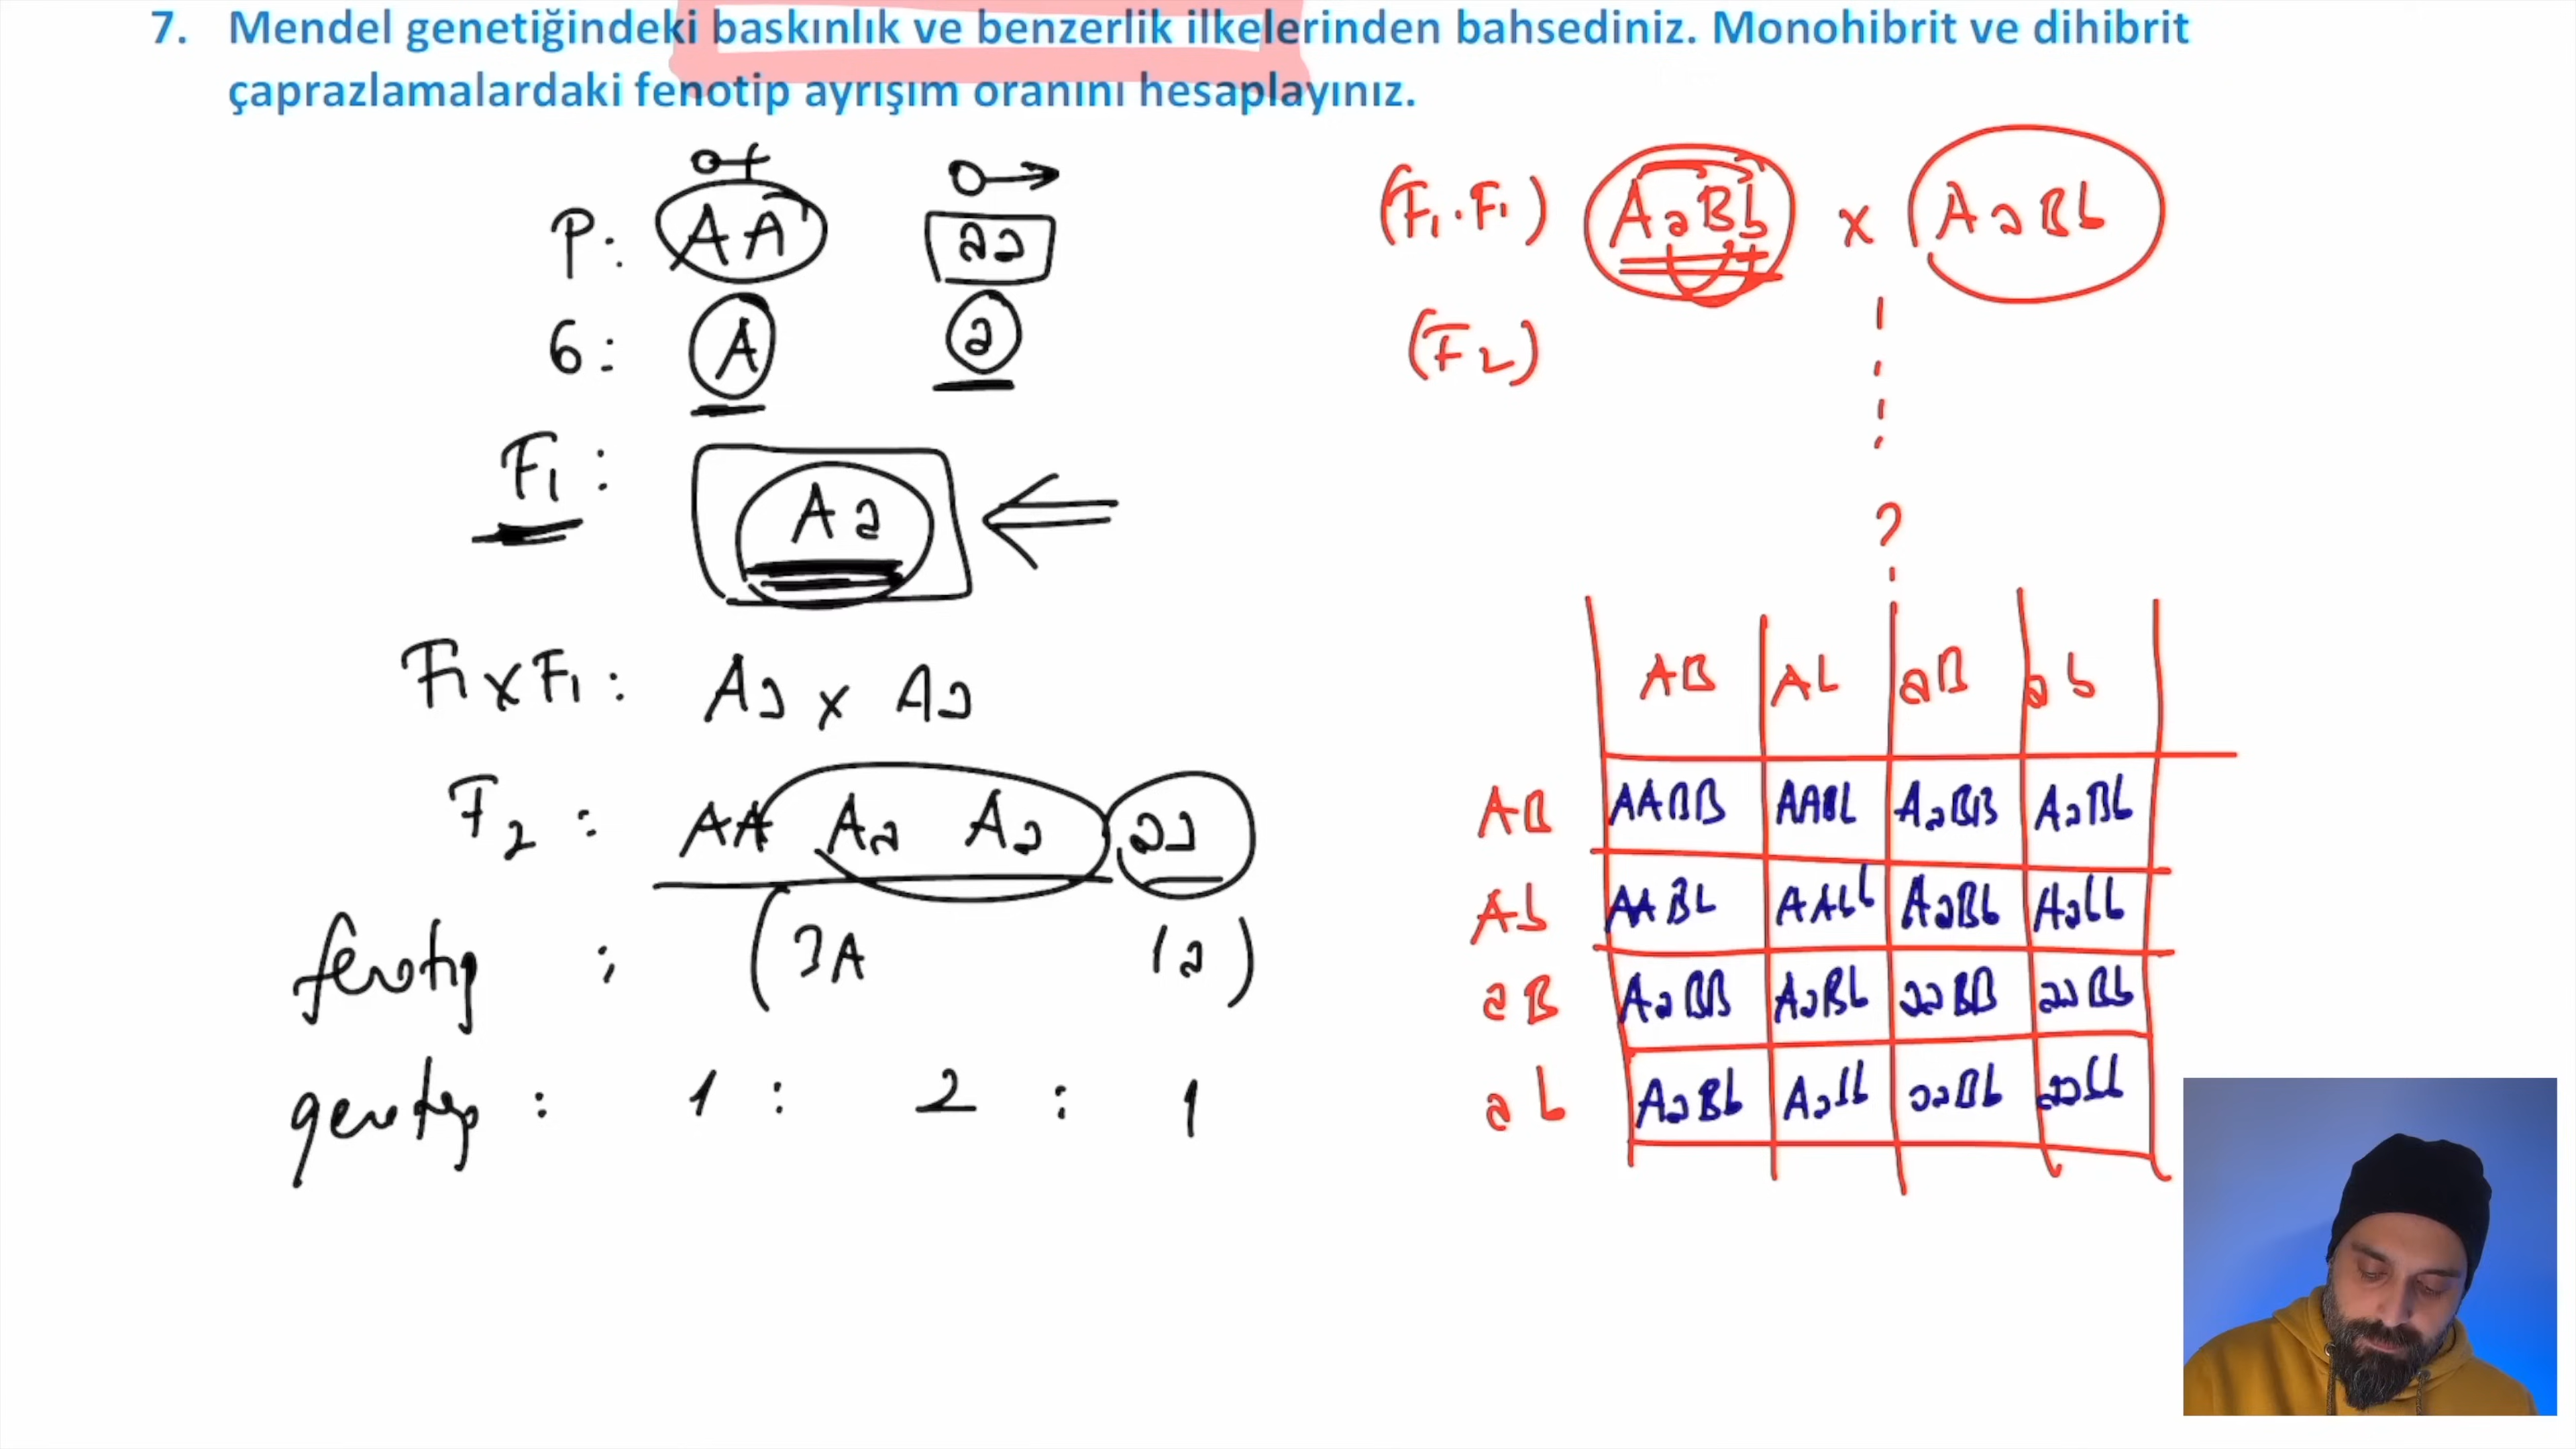 7. Mendel genetiğindeki baskınlık ve benzerlik ilkelerinden bahsediniz. Monohibrit ve dihibrit
çaprazlamalardaki fenotip ayrışım oranını hesaplayınız.
P: AA aa
G: A a
F1: Aa
F1 x F1: Aa x Aa
F2: AA Aa Aa aa
fenotip: (3A 1a)
genotip: 1 : 2 : 1
(F1.F1) AaBb x AaBb
(F2)
?
AB Ab aB ab
AB AABB AABb AaBB AaBb
Ab AABb AAbb AaBb Aabb
aB AaBB AaBb aaBB aaBb
ab AaBb Aabb aaBb aabb